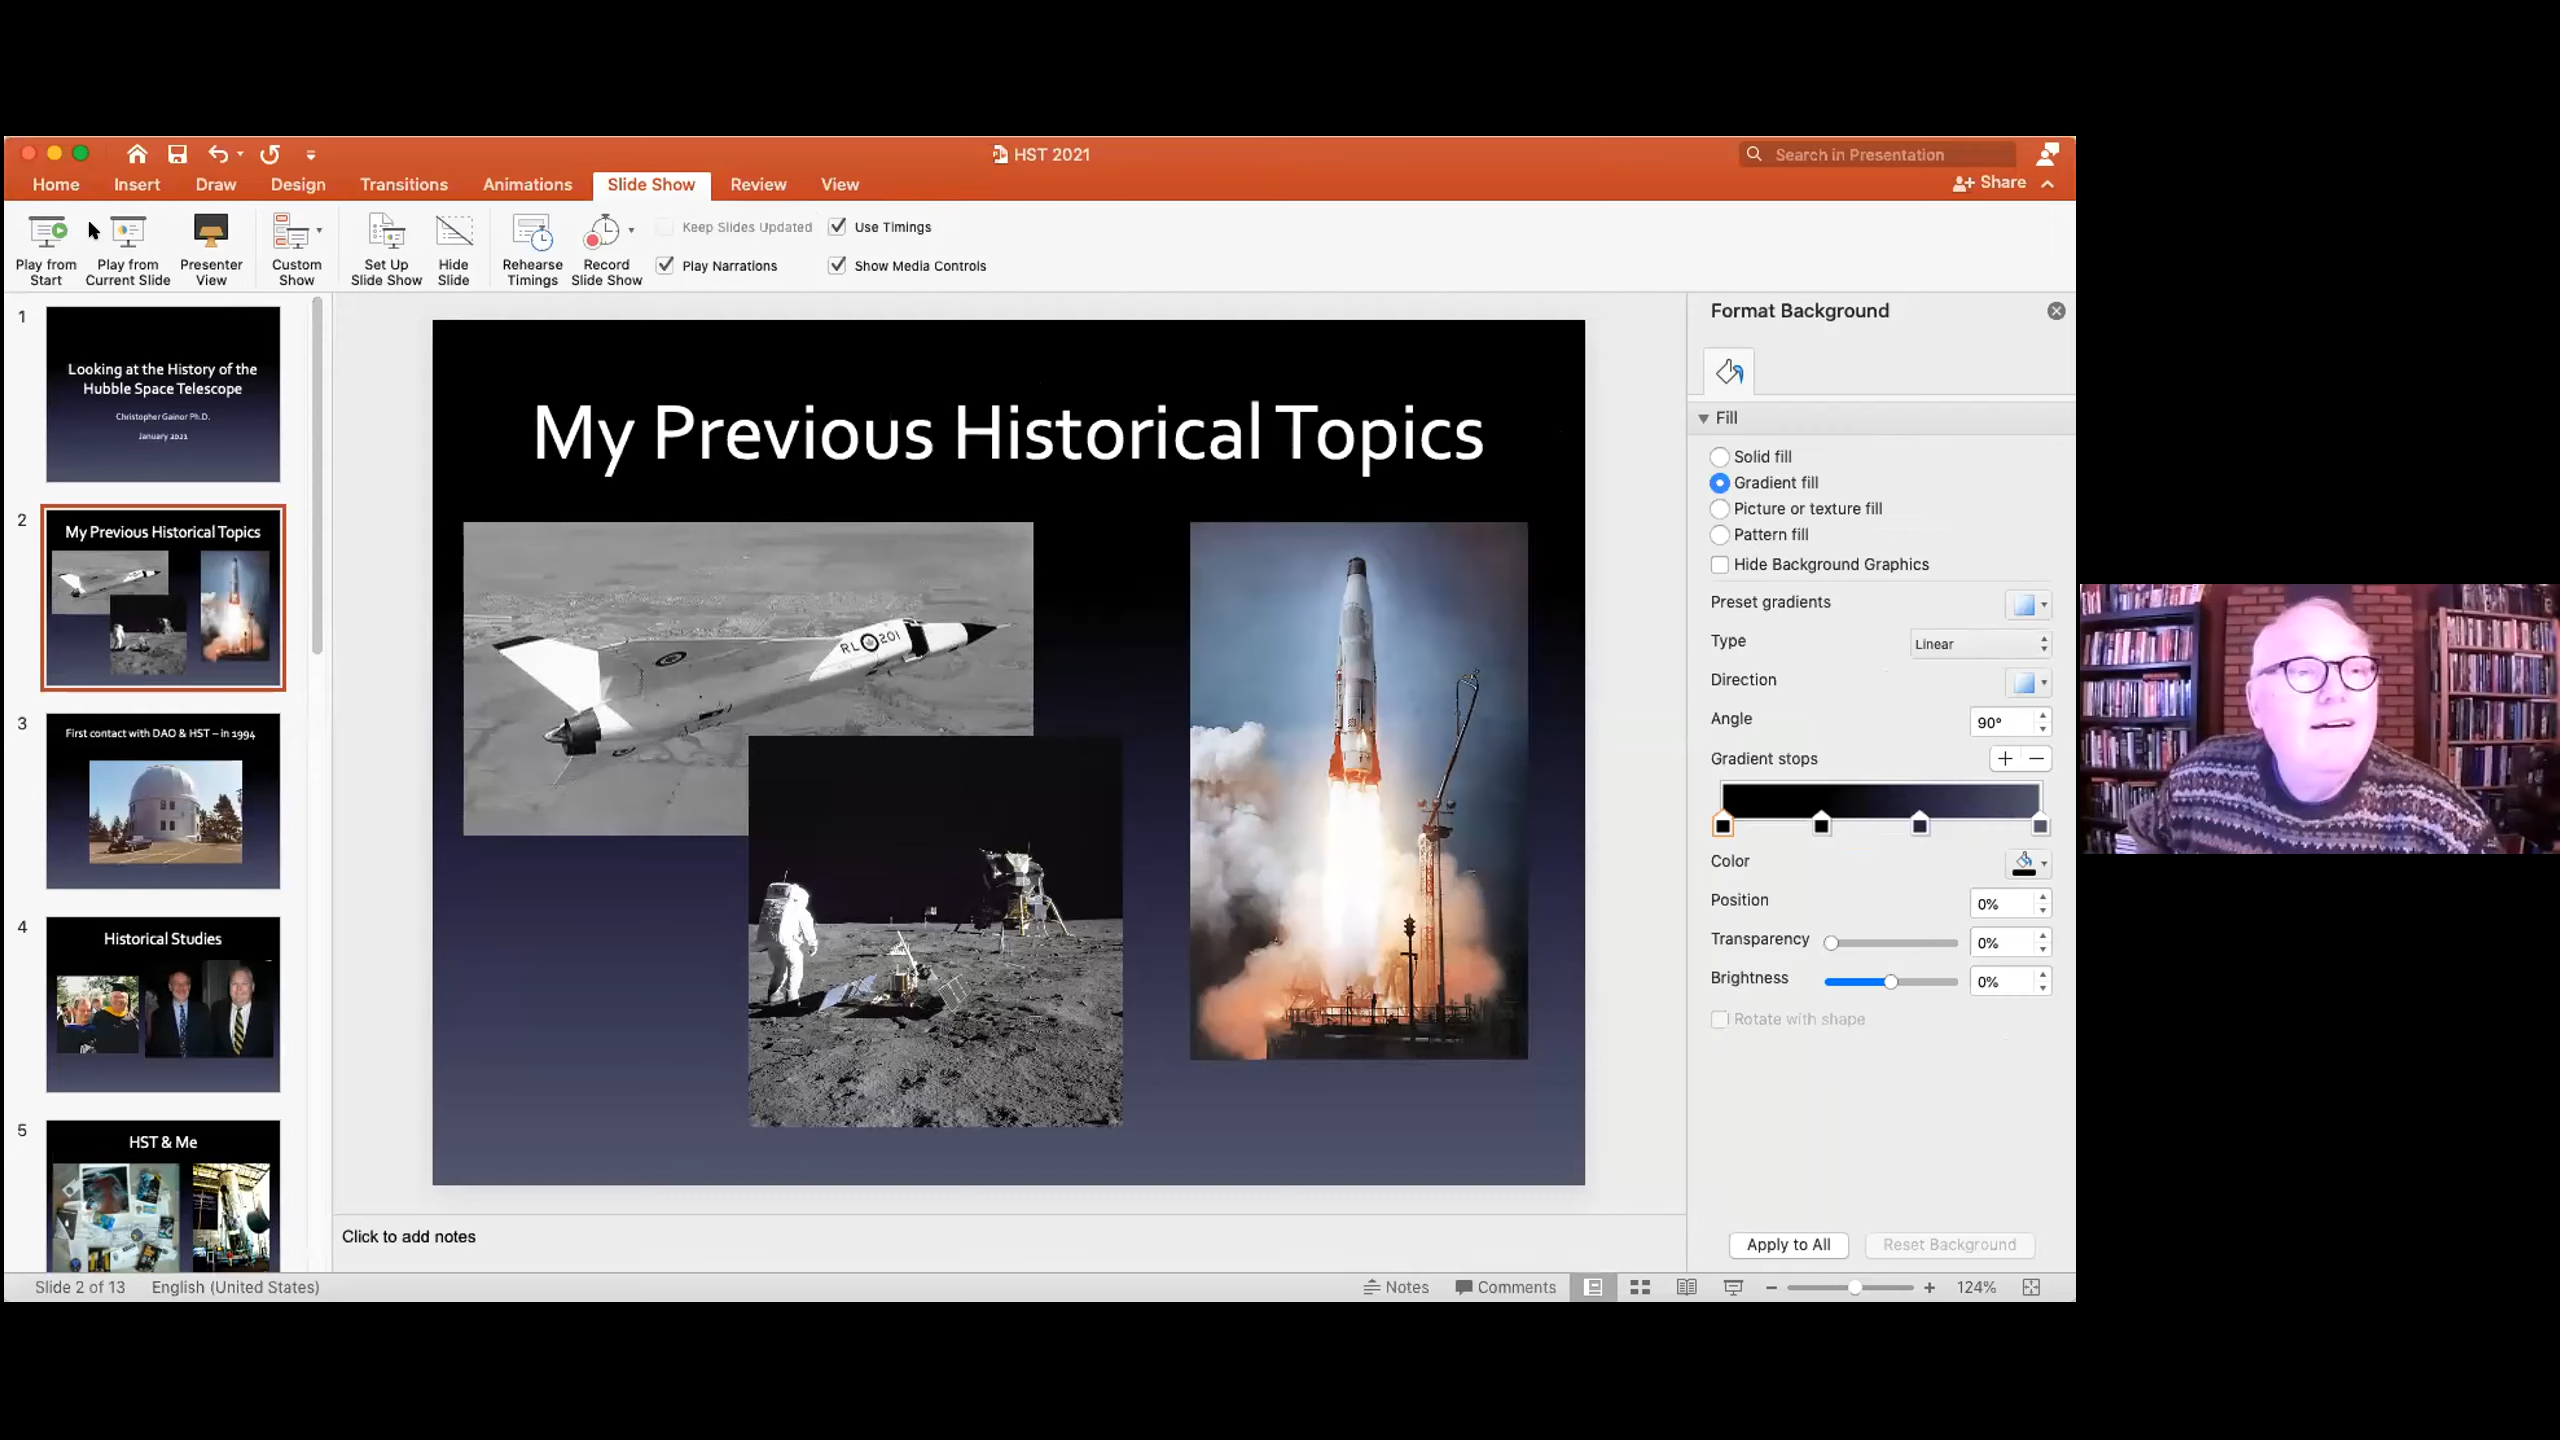 HST 2021
Search in Presentation
Home
Insert
Draw
Design
Transitions
Animations
Slide Show
Review
View
Share
Play from
Start
Play from
Current Slide
Presenter
View
Custom
Show
Set Up
Slide Show
Hide
Slide
Rehearse
Timings
Record
Slide Show
Keep Slides Updated
Play Narrations
Use Timings
Show Media Controls
1
Looking at the History of the
Hubble Space Telescope
Christopher Gainor Ph.D.
January 2021
2
My Previous Historical Topics
3
First contact with DAO & HST – in 1994
4
Historical Studies
5
HST & Me
My Previous Historical Topics
RL 201
Click to add notes
Format Background
Fill
Solid fill
Gradient fill
Picture or texture fill
Pattern fill
Hide Background Graphics
Preset gradients
Type
Linear
Direction
Angle
90°
Gradient stops
Color
Position
0%
Transparency
0%
Brightness
0%
Rotate with shape
Apply to All
Reset Background
Slide 2 of 13
English (United States)
Notes
Comments
124%